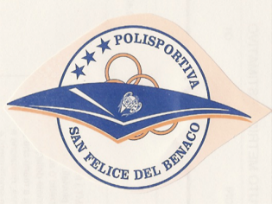 POLISPORTIVA
SAN FELICE DEL BENACO